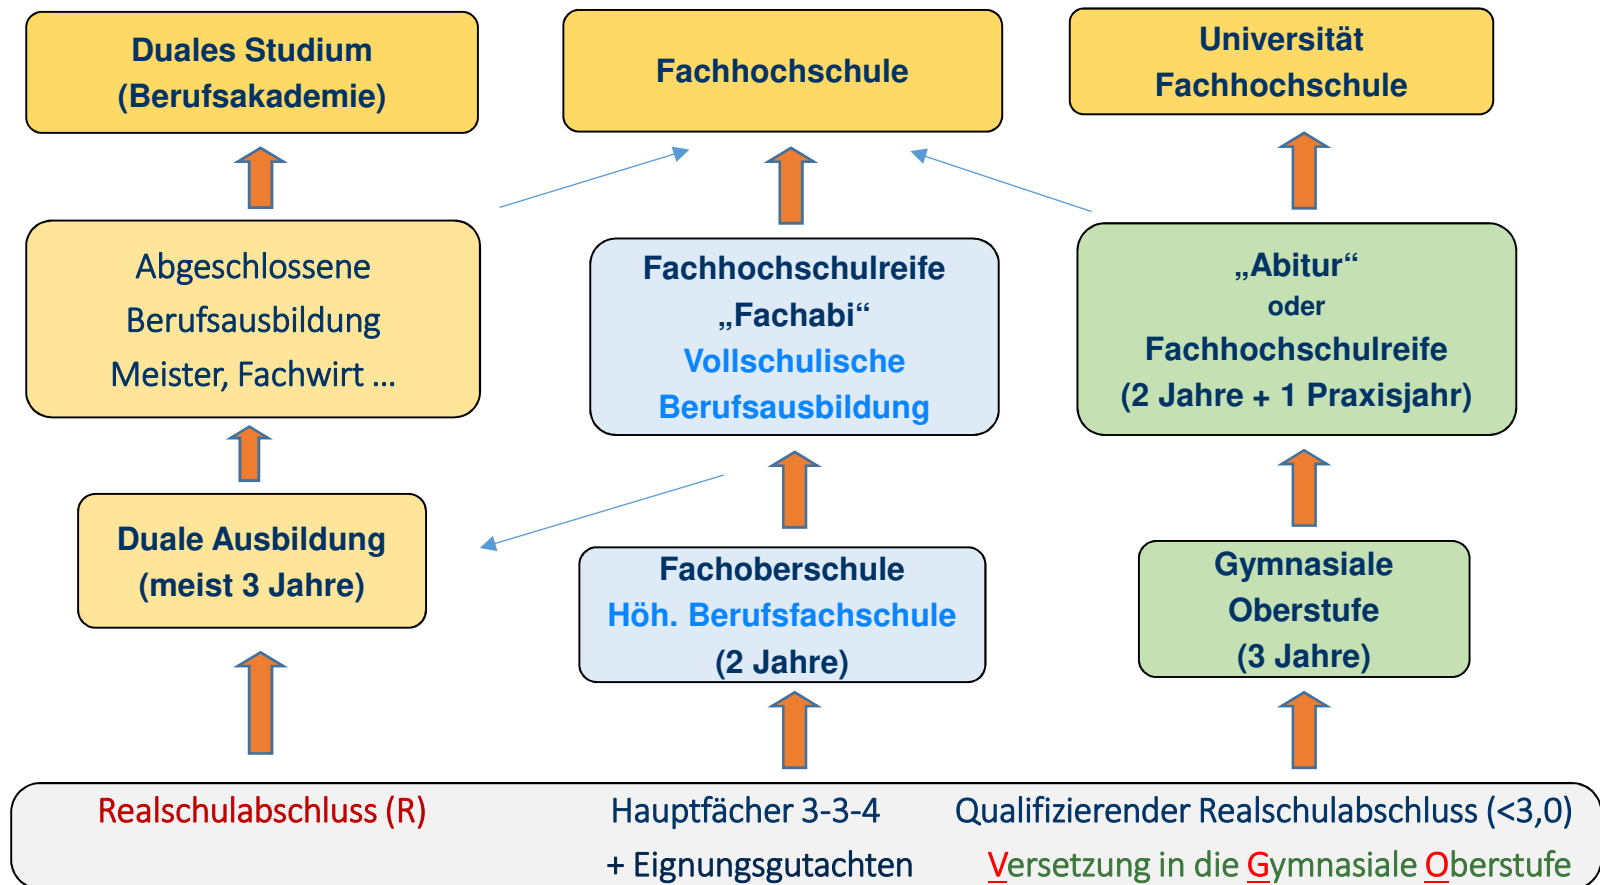 Duales Studium
(Berufsakademie)
Fachhochschule
Universität
Fachhochschule
Abgeschlossene
Berufsausbildung
Meister, Fachwirt ...
Fachhochschulreife
„Fachabi“
Vollschulische
Berufsausbildung
„Abitur“
oder
Fachhochschulreife
(2 Jahre + 1 Praxisjahr)
Duale Ausbildung
(meist 3 Jahre)
Fachoberschule
Höh. Berufsfachschule
(2 Jahre)
Gymnasiale
Oberstufe
(3 Jahre)
Realschulabschluss (R)
Hauptfächer 3-3-4
+ Eignungsgutachten
Qualifizierender Realschulabschluss (<3,0)
Versetzung in die Gymnasiale Oberstufe